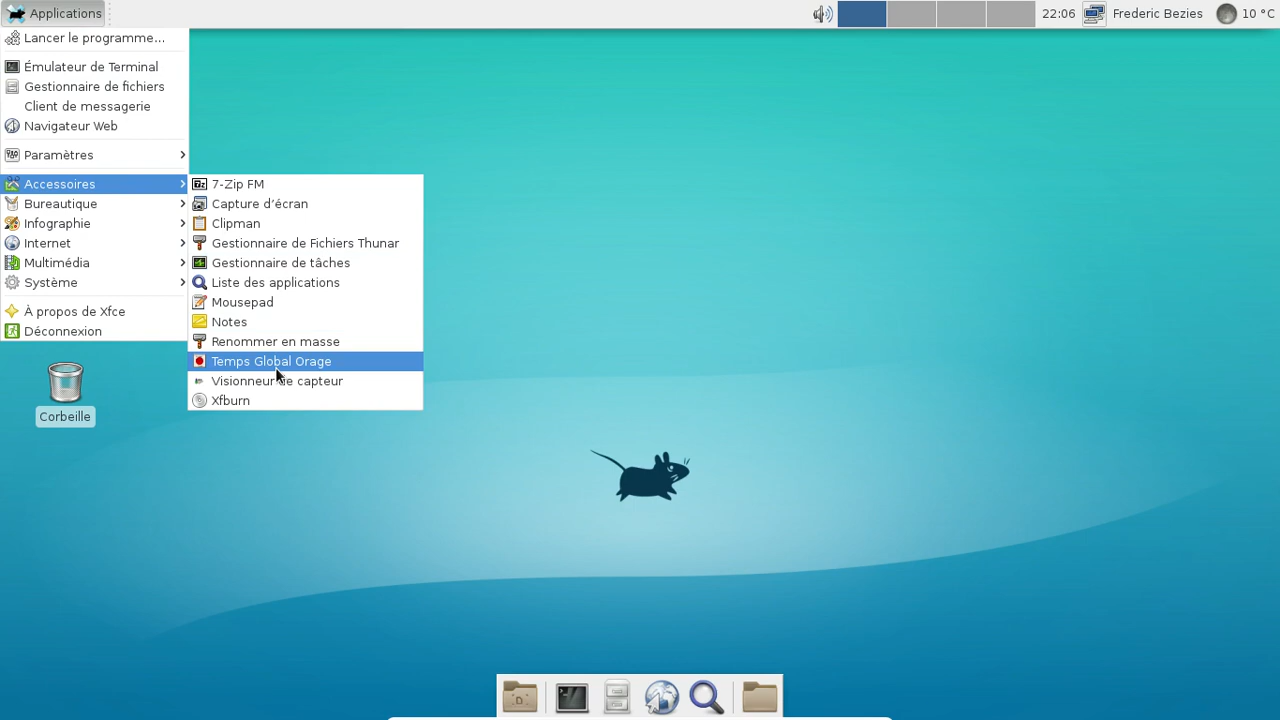 Applications
22:06
Frederic Bezies
10 °C
Lancer le programme...
Émulateur de Terminal
Gestionnaire de fichiers
Client de messagerie
Navigateur Web
Paramètres
Accessoires
Bureautique
Infographie
Internet
Multimédia
Système
À propos de Xfce
Déconnexion
7-Zip FM
Capture d’écran
Clipman
Gestionnaire de Fichiers Thunar
Gestionnaire de tâches
Liste des applications
Mousepad
Notes
Renommer en masse
Temps Global Orage
Visionneur de capteur
Xfburn
Corbeille